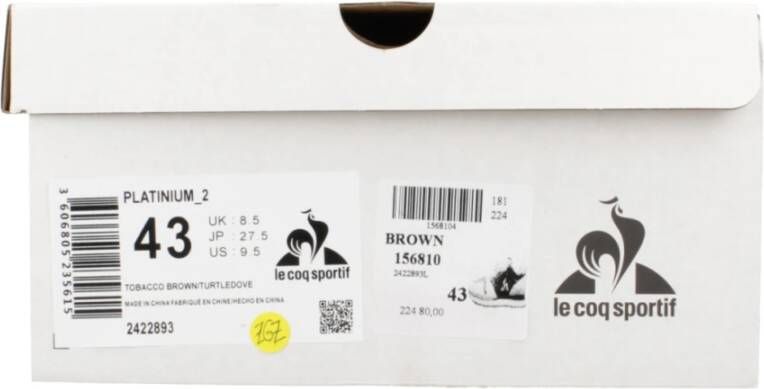 3 606805 235615
PLATINIUM_2
43
UK : 8.5
JP : 27.5
US : 9.5
le coq sportif
TOBACCO BROWN/TURTLEDOVE
MADE IN CHINA FABRIQUÉ EN CHINE/HECHO EN CHINA
2422893
181
224
1568104
BROWN
156810
2422893L
43
224 80,00
le coq sportif